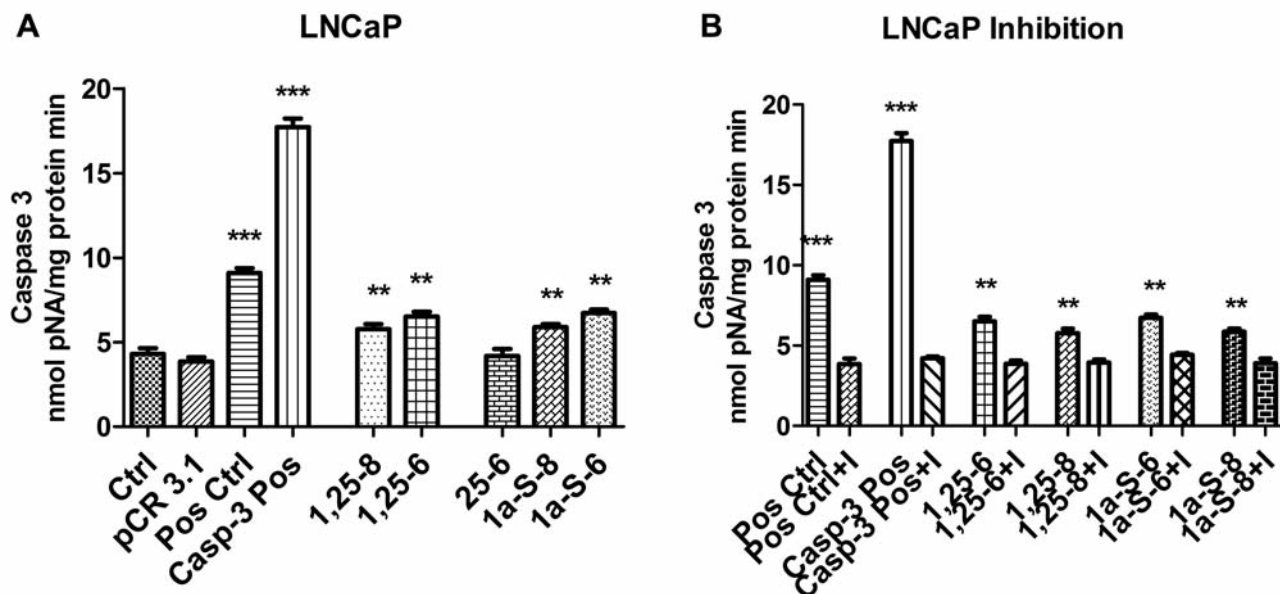 A
LNCaP
Caspase 3
nmol pNA/mg protein min
20
15
10
5
0
***
***
**
**
**
**
Ctrl
pCR 3.1
Pos Ctrl
Casp-3 Pos
1,25-8
1,25-6
25-6
1a-S-8
1a-S-6
B
LNCaP Inhibition
Caspase 3
nmol pNA/mg protein min
20
15
10
5
0
***
***
**
**
**
**
Pos Ctrl
Pos Ctrl+I
Casp-3 Pos
Casp-3 Pos+I
1,25-6
1,25-6+I
1,25-8
1,25-8+I
1a-S-6
1a-S-6+I
1a-S-8
1a-S-8+I